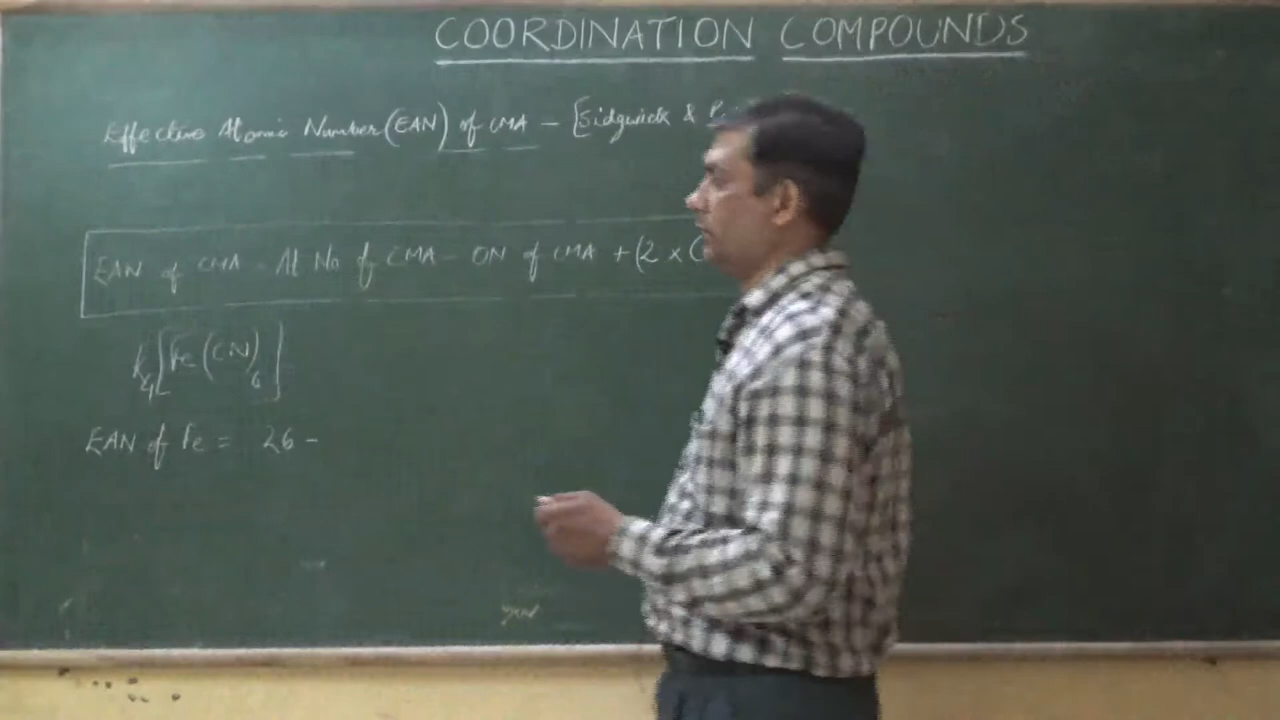 COORDINATION COMPOUNDS
Effective Atomic Number (EAN) of CMA - [Sidgwick &
EAN of CMA = At No of CMA - ON of CMA + (2 x C
K4[Fe(CN)6]
EAN of Fe = 26 -